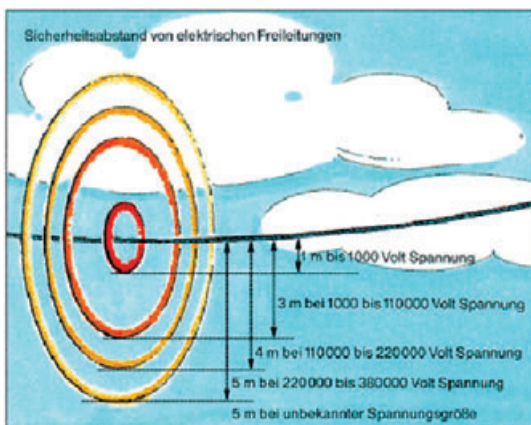 Sicherheitsabstand von elektrischen Freileitungen
1 m bis 1000 Volt Spannung
3 m bei 1000 bis 110000 Volt Spannung
4 m bei 110000 bis 220000 Volt Spannung
5 m bei 220000 bis 380000 Volt Spannung
5 m bei unbekannter Spannungsgröße